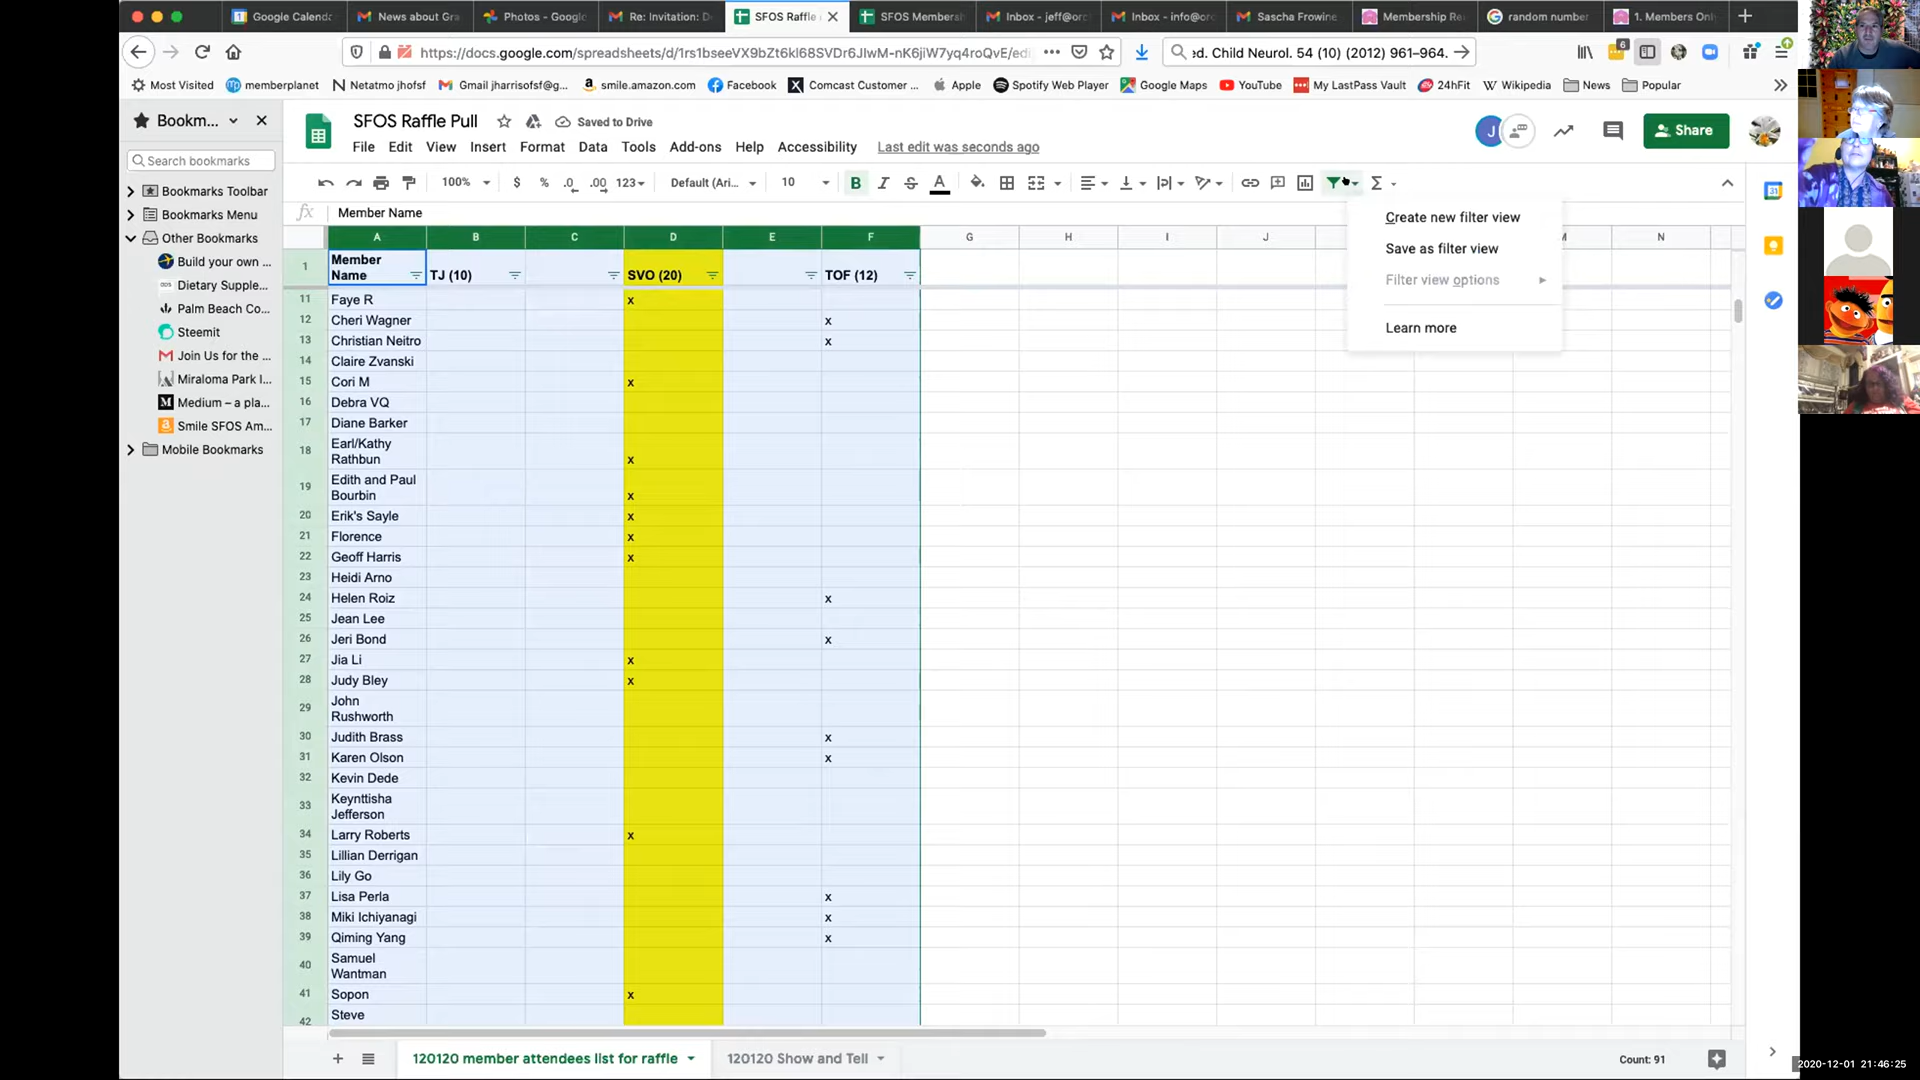 Google Calend
News about Gra
Photos - Google
Re: Invitation: D
SFOS Raffle
SFOS Membersh
Inbox - jeff@orc
Inbox - info@orc
Sascha Frowine
Membership Re
random number
1. Members Only
https://docs.google.com/spreadsheets/d/
ed. Child Neurol. 54 (10) (2012) 961–964.
6
Most Visited
memberplanet
Netatmo jhofsf
Gmail jharrisofsf@g...
smile.amazon.com
Facebook
Comcast Customer ...
Apple
Spotify Web Player
Google Maps
YouTube
My LastPass Vault
24hFit
Wikipedia
News
Popular
Bookm...
Search bookmarks
Bookmarks Toolbar
Bookmarks Menu
Other Bookmarks
Build your own ...
Dietary Supple...
Palm Beach Co...
Steemit
Join Us for the ...
Miraloma Park I...
Medium – a pla...
Smile SFOS Am...
Mobile Bookmarks
SFOS Raffle Pull
Saved to Drive
File Edit View Insert Format Data Tools Add-ons Help Accessibility Last edit was seconds ago
J
Share
100% $ % .0 .00 123 Default (Ari... 10 B I S A
Member Name
A B C D E F G H I J M N
1 Member Name TJ (10) SVO (20) TOF (12)
11 Faye R x
12 Cheri Wagner x
13 Christian Neitro x
14 Claire Zvanski
15 Cori M x
16 Debra VQ
17 Diane Barker
18 Earl/Kathy Rathbun x
19 Edith and Paul Bourbin x
20 Erik's Sayle x
21 Florence x
22 Geoff Harris x
23 Heidi Arno
24 Helen Roiz x
25 Jean Lee
26 Jeri Bond x
27 Jia Li x
28 Judy Bley x
29 John Rushworth
30 Judith Brass x
31 Karen Olson x
32 Kevin Dede
33 Keynttisha Jefferson
34 Larry Roberts x
35 Lillian Derrigan
36 Lily Go
37 Lisa Perla x
38 Miki Ichiyanagi x
39 Qiming Yang x
40 Samuel Wantman
41 Sopon x
42 Steve
Create new filter view
Save as filter view
Filter view options
Learn more
120120 member attendees list for raffle
120120 Show and Tell
Count: 91
2020-12-01 21:46:25